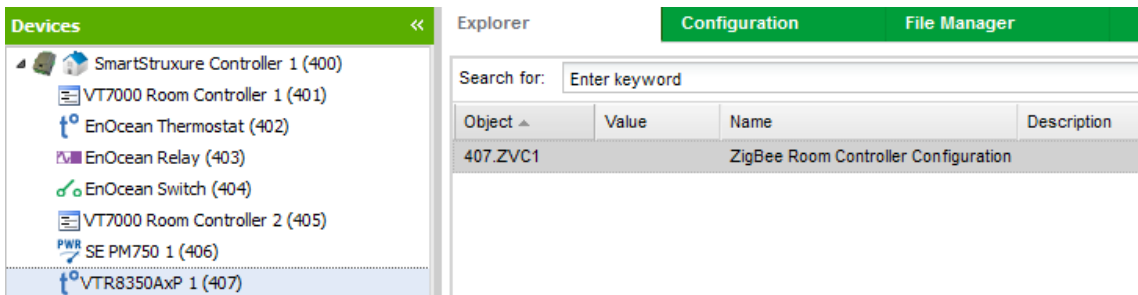 Devices «
SmartStruxure Controller 1 (400)
VT7000 Room Controller 1 (401)
t° EnOcean Thermostat (402)
EnOcean Relay (403)
EnOcean Switch (404)
VT7000 Room Controller 2 (405)
PWR SE PM750 1 (406)
t° VTR8350AxP 1 (407)
Explorer Configuration File Manager
Search for: Enter keyword
Object Value Name Description
407.ZVC1 ZigBee Room Controller Configuration